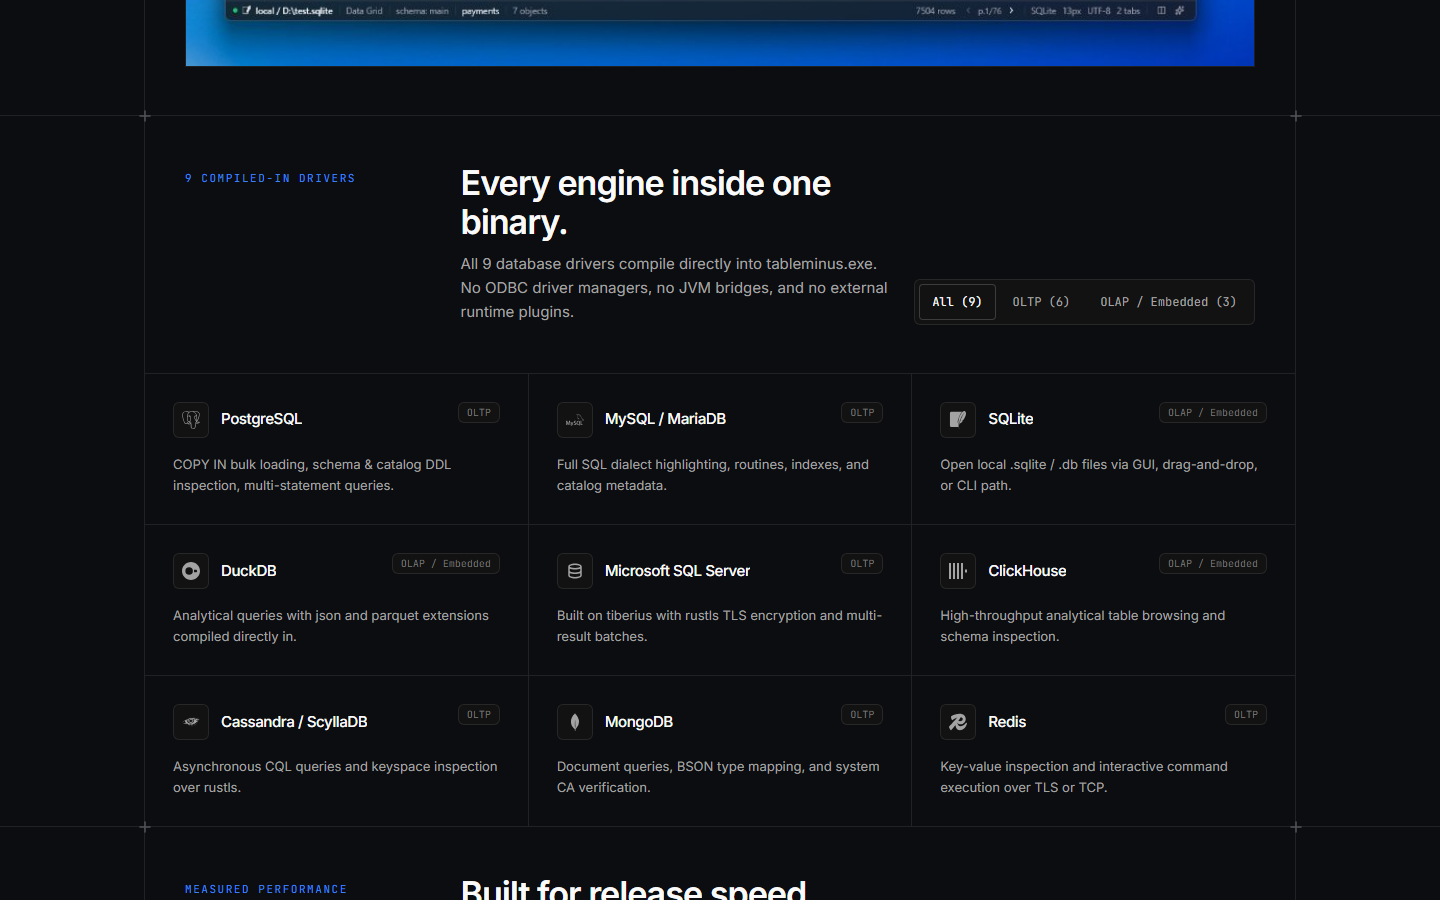 local / D:\test.sqlite Data Grid schema: main payments 7 objects 7504 rows ‹ p.1/76 › SQLite 13px UTF-8 2 tabs
9 COMPILED-IN DRIVERS
Every engine inside one
binary.
All 9 database drivers compile directly into tableminus.exe.
No ODBC driver managers, no JVM bridges, and no external
runtime plugins.
All (9) OLTP (6) OLAP / Embedded (3)
PostgreSQL OLTP
COPY IN bulk loading, schema & catalog DDL
inspection, multi-statement queries.
MySQL MySQL / MariaDB OLTP
Full SQL dialect highlighting, routines, indexes, and
catalog metadata.
SQLite OLAP / Embedded
Open local .sqlite / .db files via GUI, drag-and-drop,
or CLI path.
DuckDB OLAP / Embedded
Analytical queries with json and parquet extensions
compiled directly in.
Microsoft SQL Server OLTP
Built on tiberius with rustls TLS encryption and multi-
result batches.
ClickHouse OLAP / Embedded
High-throughput analytical table browsing and
schema inspection.
Cassandra / ScyllaDB OLTP
Asynchronous CQL queries and keyspace inspection
over rustls.
MongoDB OLTP
Document queries, BSON type mapping, and system
CA verification.
Redis OLTP
Key-value inspection and interactive command
execution over TLS or TCP.
MEASURED PERFORMANCE
Built for release speed